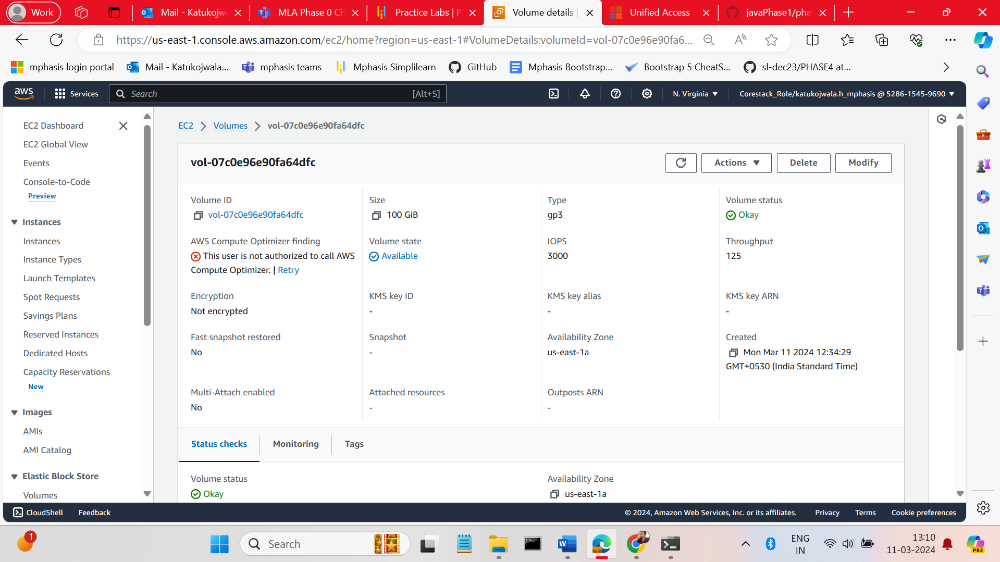 Work
Mail - Katukojw
MLA Phase 0 Ch
Practice Labs | P
Volume details |
Unified Access
javaPhase1/pha
https://us-east-1.console.aws.amazon.com/ec2/home?region=us-east-1#VolumeDetails:volumeId=vol-07c0e96e90fa6...
mphasis login portal
Mail - Katukojwala...
mphasis teams
Mphasis Simplilearn
GitHub
Mphasis Bootstrap...
Bootstrap 5 CheatS...
sl-dec23/PHASE4 at...
aws
Services
Search
[Alt+S]
N. Virginia
Corestack_Role/katukojwala.h_mphasis @ 5286-1545-9690
EC2 Dashboard
EC2 Global View
Events
Console-to-Code
Preview
Instances
Instances
Instance Types
Launch Templates
Spot Requests
Savings Plans
Reserved Instances
Dedicated Hosts
Capacity Reservations
New
Images
AMIs
AMI Catalog
Elastic Block Store
Volumes
EC2
Volumes
vol-07c0e96e90fa64dfc
vol-07c0e96e90fa64dfc
Actions
Delete
Modify
Volume ID
vol-07c0e96e90fa64dfc
Size
100 GiB
Type
gp3
Volume status
Okay
AWS Compute Optimizer finding
This user is not authorized to call AWS
Compute Optimizer. | Retry
Volume state
Available
IOPS
3000
Throughput
125
Encryption
Not encrypted
KMS key ID
-
KMS key alias
-
KMS key ARN
-
Fast snapshot restored
No
Snapshot
-
Availability Zone
us-east-1a
Created
Mon Mar 11 2024 12:34:29
GMT+0530 (India Standard Time)
Multi-Attach enabled
No
Attached resources
-
Outposts ARN
-
Status checks
Monitoring
Tags
Volume status
Okay
Availability Zone
us-east-1a
CloudShell
Feedback
© 2024, Amazon Web Services, Inc. or its affiliates.
Privacy
Terms
Cookie preferences
1
Search
ENG
IN
13:10
11-03-2024
PRE